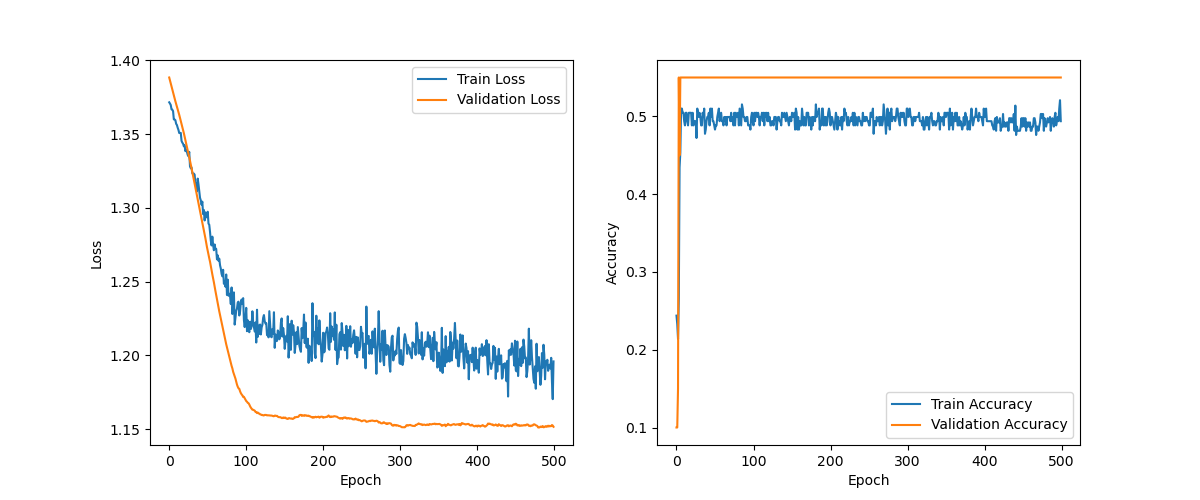 1.40
1.35
1.30
1.25
1.20
1.15
Loss
0
100
200
300
400
500
Epoch
Train Loss
Validation Loss
0.5
0.4
0.3
0.2
0.1
Accuracy
0
100
200
300
400
500
Epoch
Train Accuracy
Validation Accuracy